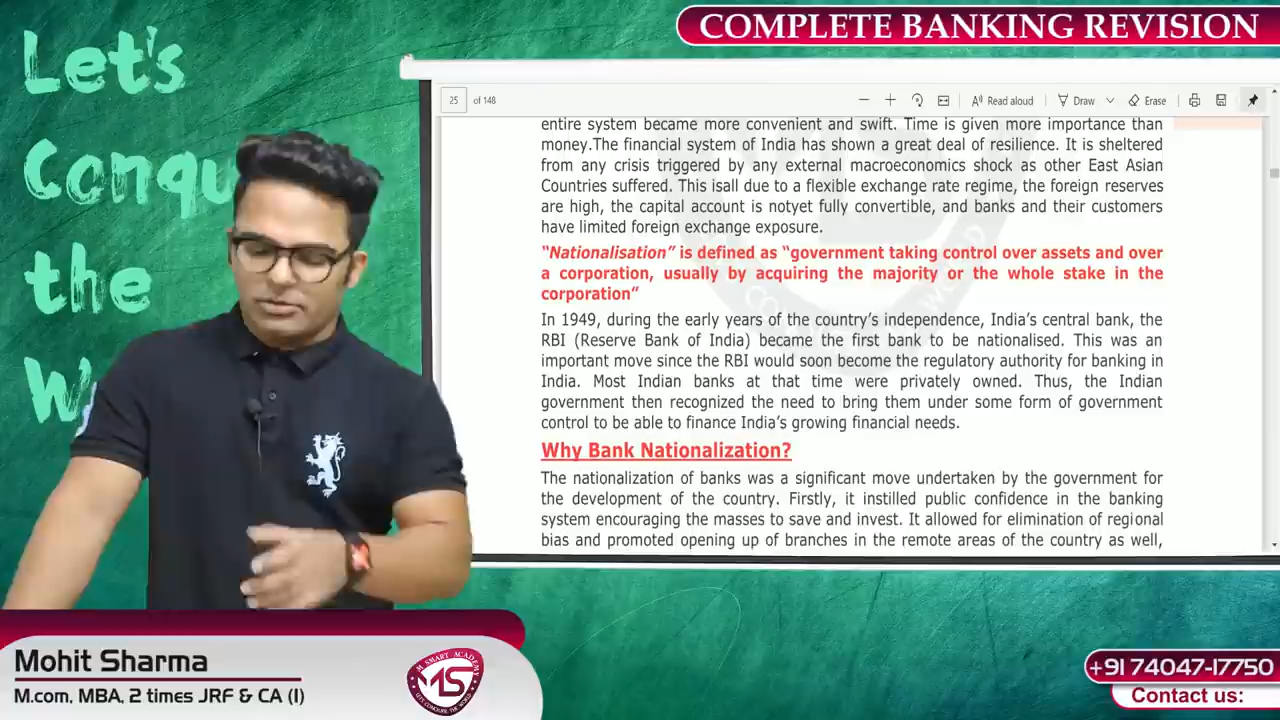 COMPLETE BANKING REVISION
Let's
Conqu
the
W
25 of 148
Read aloud
Draw
Erase
entire system became more convenient and swift. Time is given more importance than
money.The financial system of India has shown a great deal of resilience. It is sheltered
from any crisis triggered by any external macroeconomics shock as other East Asian
Countries suffered. This isall due to a flexible exchange rate regime, the foreign reserves
are high, the capital account is notyet fully convertible, and banks and their customers
have limited foreign exchange exposure.
“Nationalisation” is defined as “government taking control over assets and over
a corporation, usually by acquiring the majority or the whole stake in the
corporation”
In 1949, during the early years of the country’s independence, India’s central bank, the
RBI (Reserve Bank of India) became the first bank to be nationalised. This was an
important move since the RBI would soon become the regulatory authority for banking in
India. Most Indian banks at that time were privately owned. Thus, the Indian
government then recognized the need to bring them under some form of government
control to be able to finance India’s growing financial needs.
Why Bank Nationalization?
The nationalization of banks was a significant move undertaken by the government for
the development of the country. Firstly, it instilled public confidence in the banking
system encouraging the masses to save and invest. It allowed for elimination of regional
bias and promoted opening up of branches in the remote areas of the country as well,
Mohit Sharma
M.com, MBA, 2 times JRF & CA (I)
M SMART ACADEMY
MS
LET'S CONQUER THE WORLD
+91 74047-17750
Contact us: